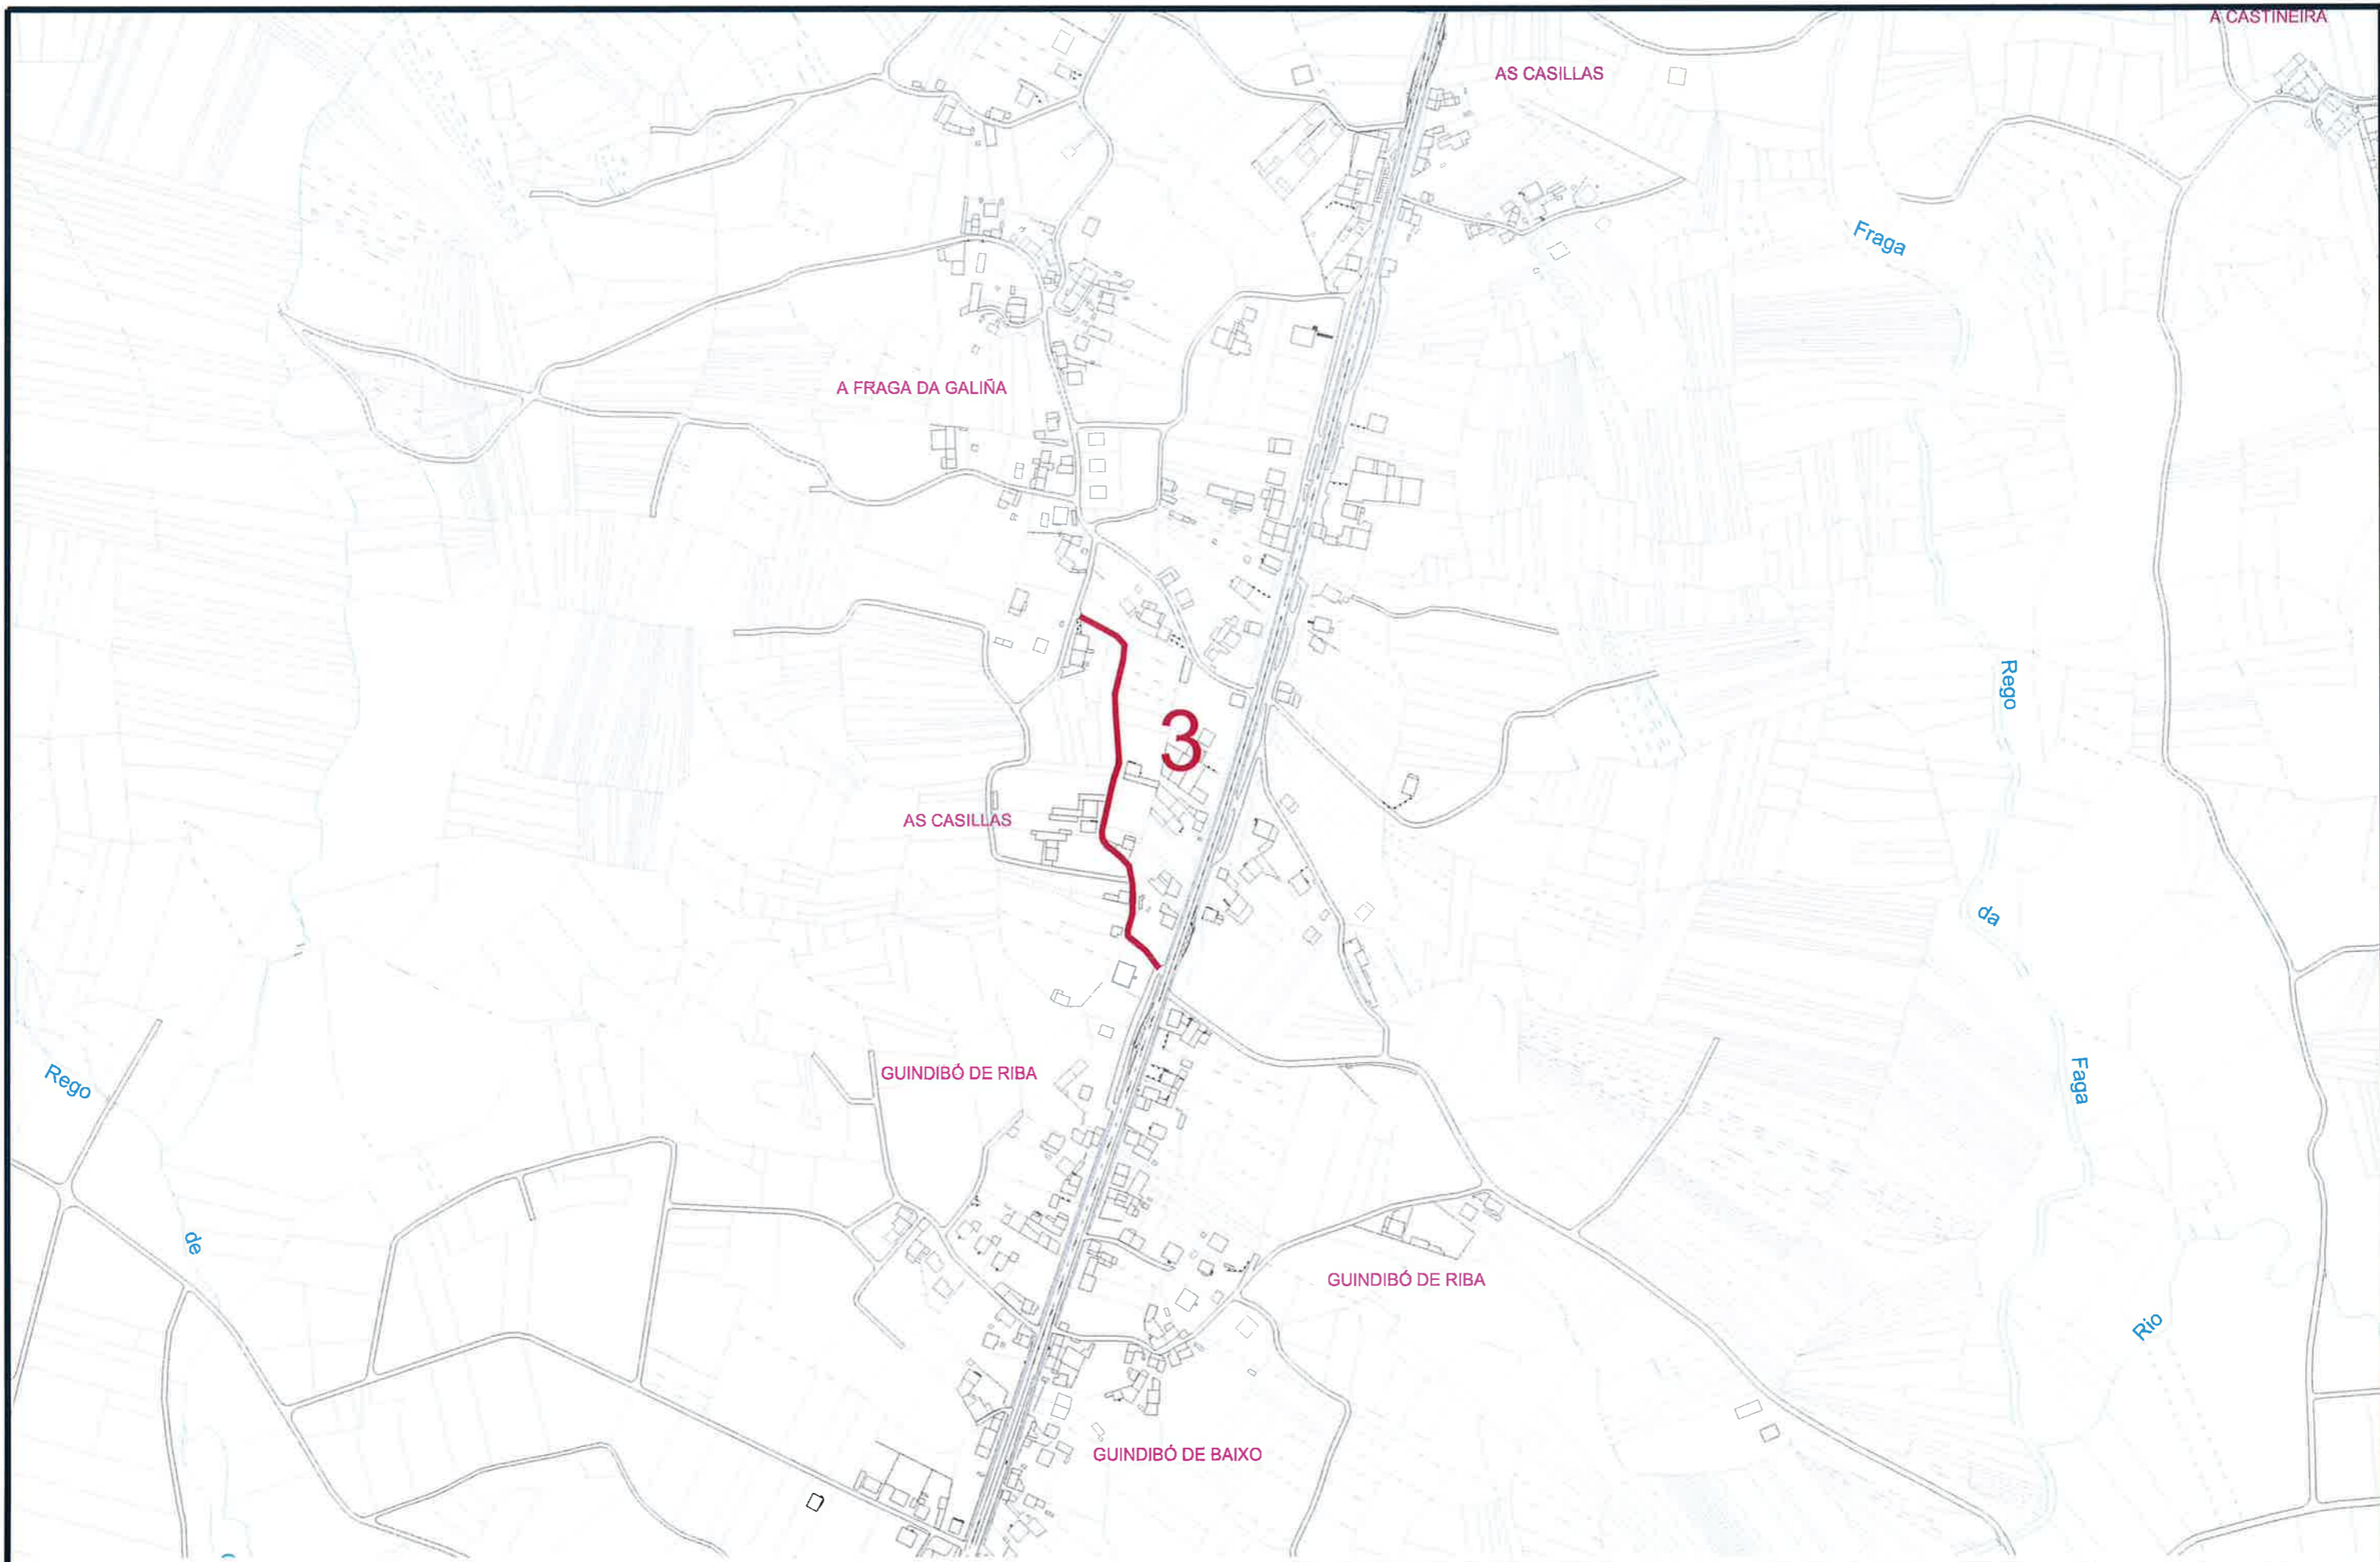 A CASTIÑEIRA
AS CASILLAS
Fraga
A FRAGA DA GALIÑA
Rego
3
AS CASILLAS
da
Rego
GUINDIBÓ DE RIBA
Faga
de
GUINDIBÓ DE RIBA
Rio
GUINDIBÓ DE BAIXO